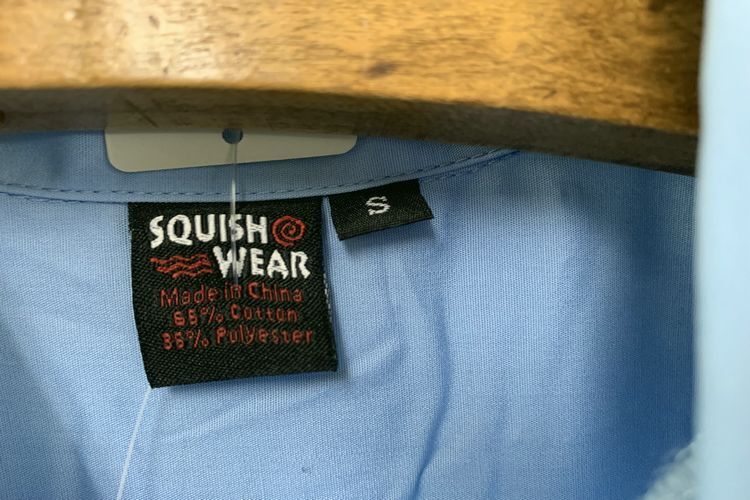 SQUISH
WEAR
Made in China
65% Cotton
35% Polyester
S